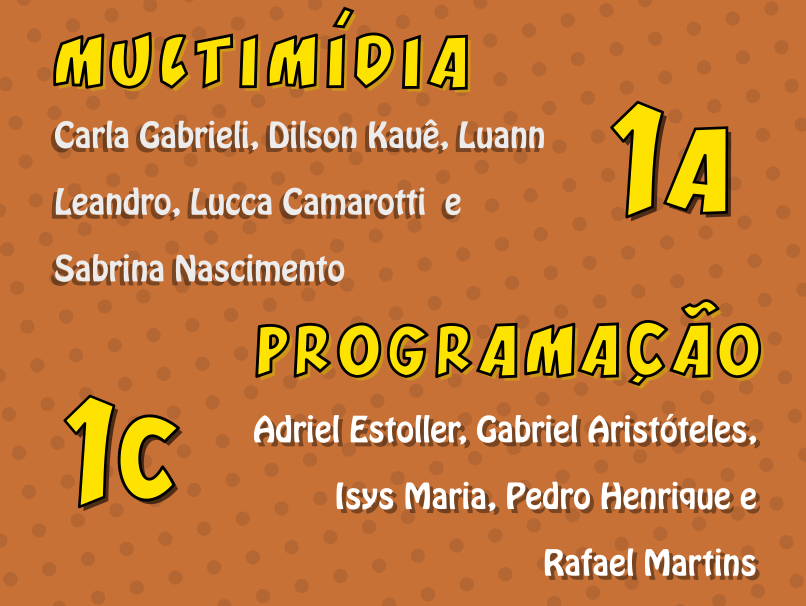 MULTIMÍDIA
Carla Gabrieli, Dilson Kauê, Luann
Leandro, Lucca Camarotti e
Sabrina Nascimento
1A
PROGRAMAÇÃO
1C
Adriel Estoller, Gabriel Aristóteles,
Isys Maria, Pedro Henrique e
Rafael Martins